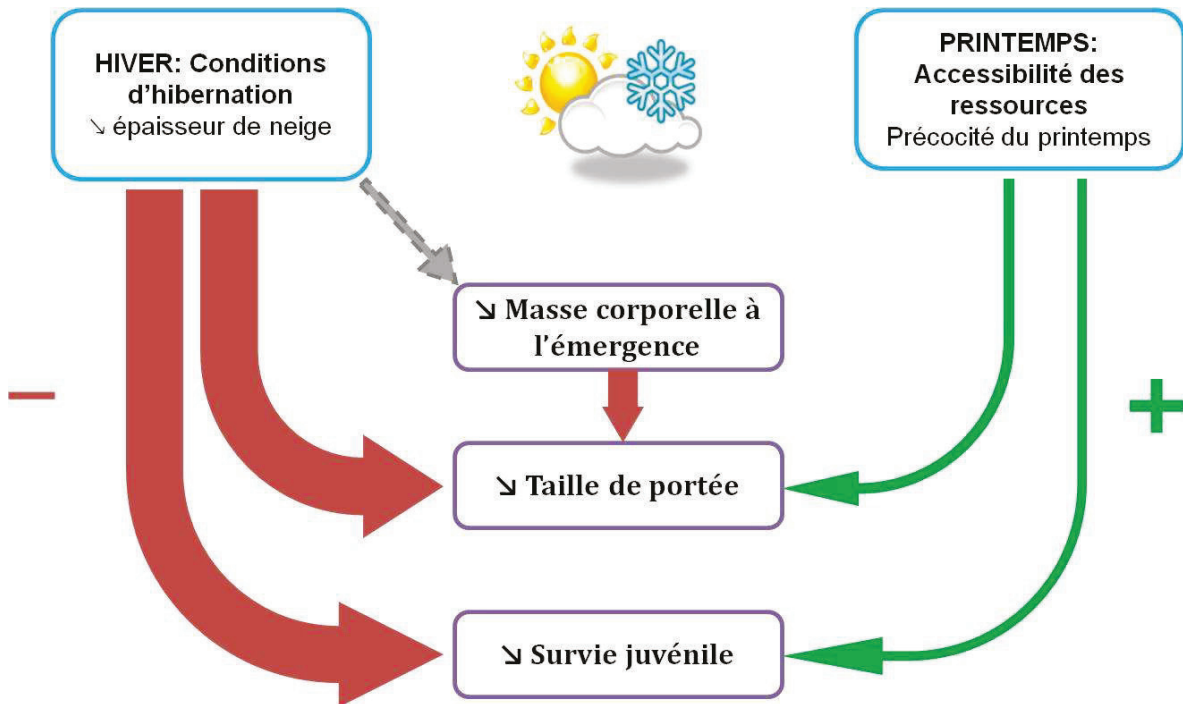 HIVER: Conditions
d'hibernation
↘ épaisseur de neige
PRINTEMPS:
Accessibilité des
ressources
Précocité du printemps
↘ Masse corporelle à
l'émergence
−
+
↘ Taille de portée
↘ Survie juvénile